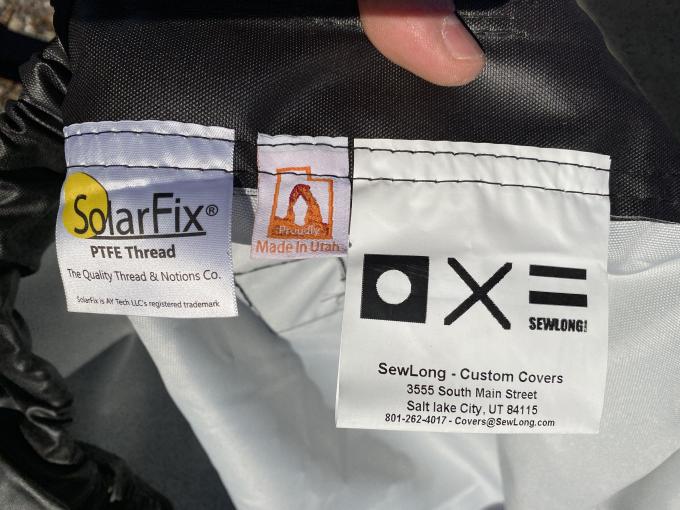 SolarFix®
PTFE Thread
The Quality Thread & Notions Co.
SolarFix is AY Tech LLC's registered trademark
Proudly
Made In Utah
SEWLONG
SewLong - Custom Covers
3555 South Main Street
Salt lake City, UT 84115
801-262-4017 - Covers@SewLong.com